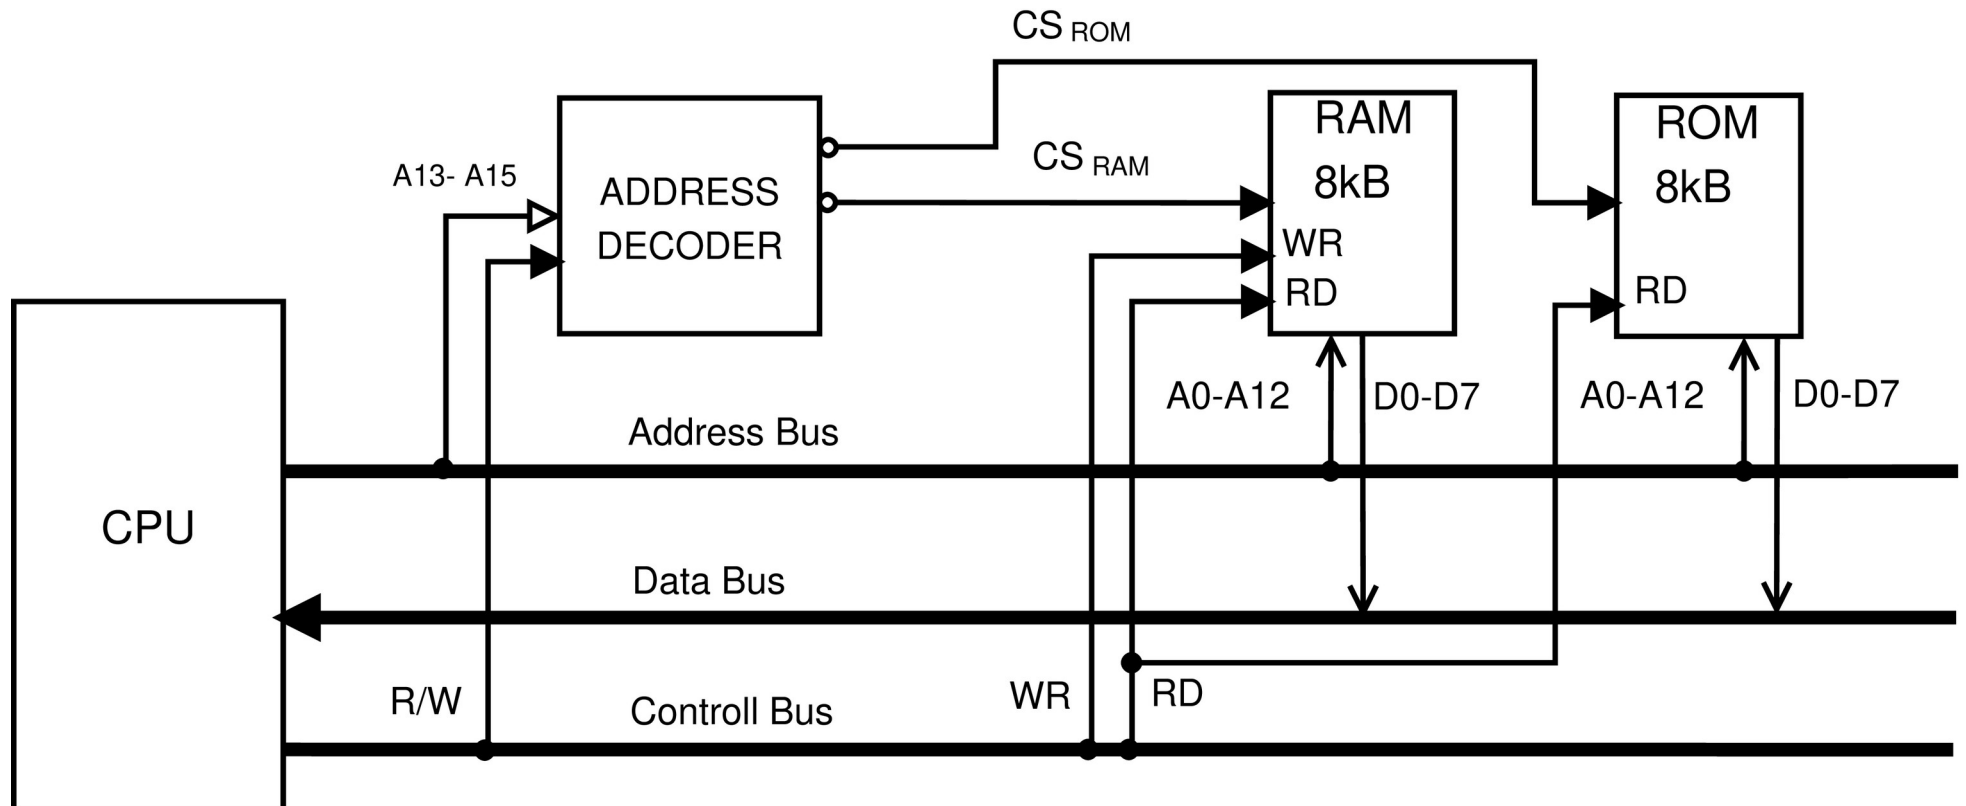 CS ROM
RAM
8kB
ROM
8kB
CS RAM
A13- A15
ADDRESS
DECODER
WR
RD
RD
A0-A12
D0-D7
A0-A12
D0-D7
Address Bus
CPU
Data Bus
R/W
Controll Bus
WR
RD